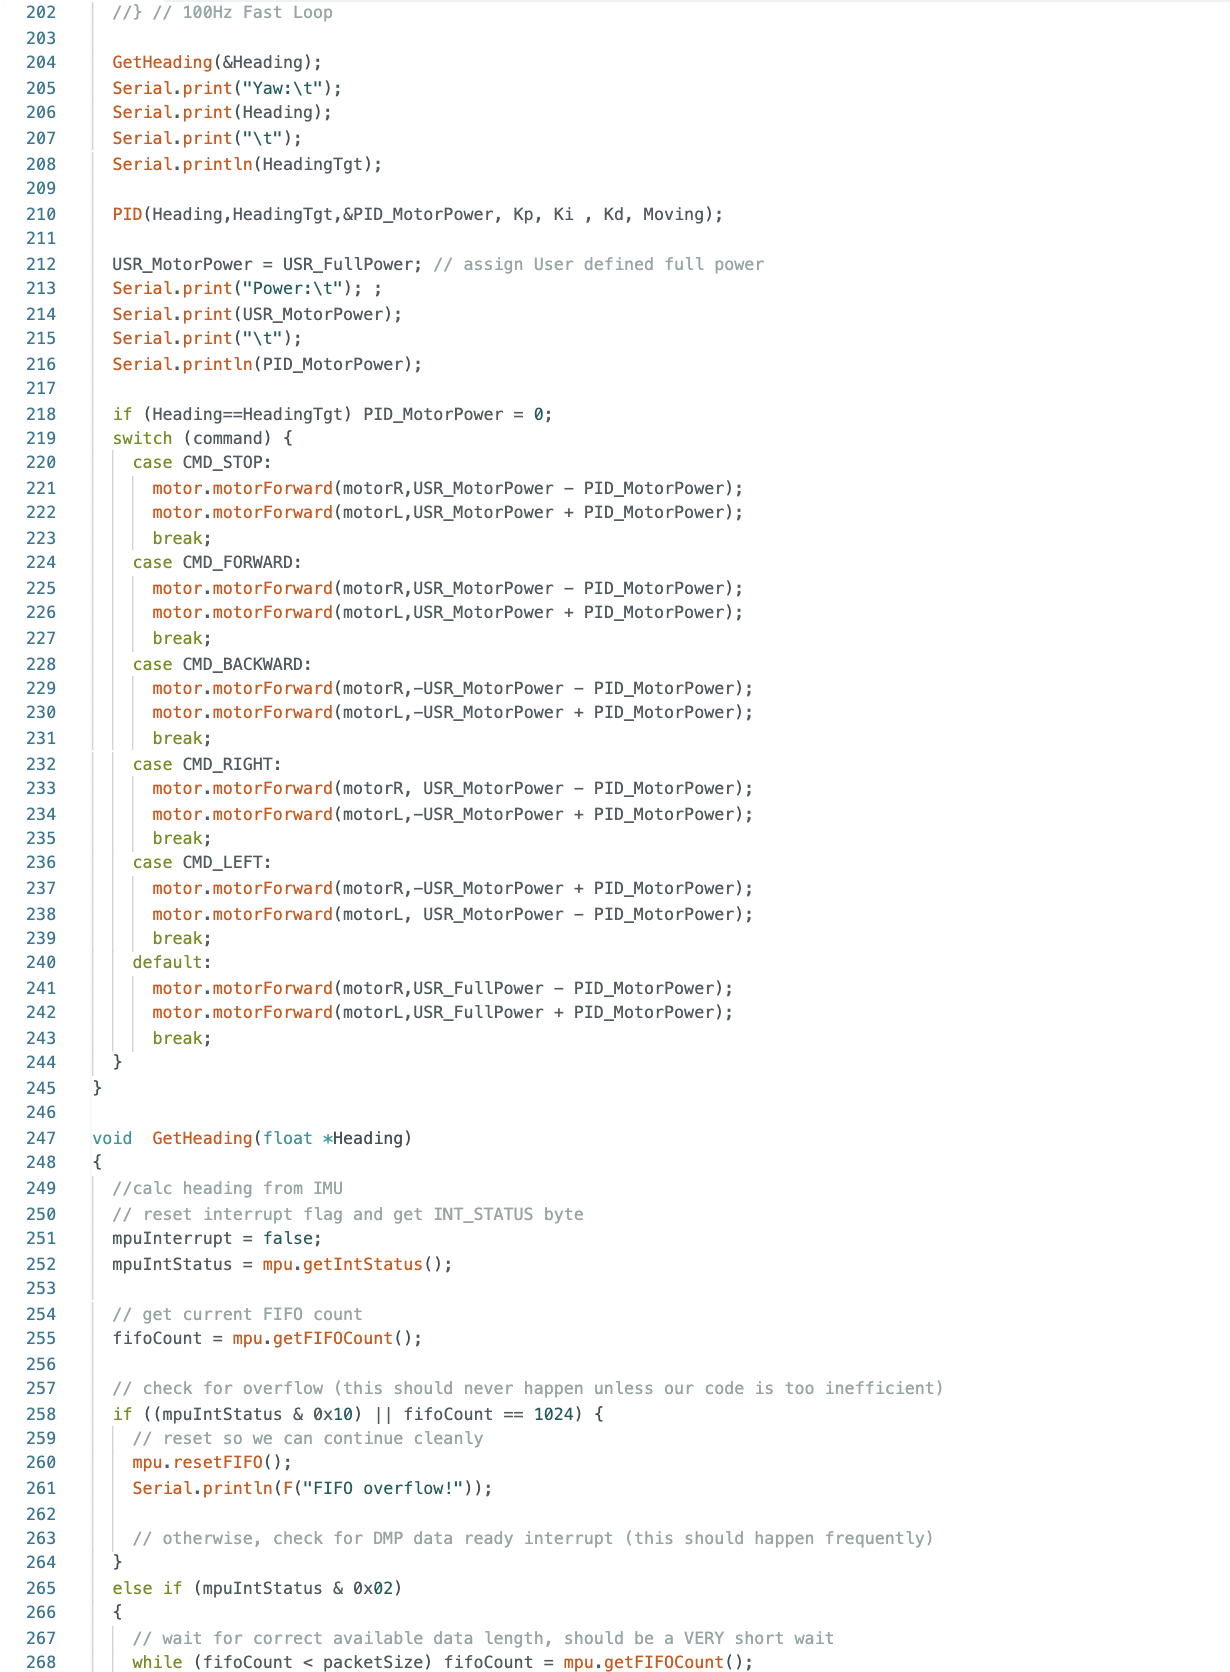 202 //} // 100Hz Fast Loop
203
204 GetHeading(&Heading);
205 Serial.print("Yaw:\t");
206 Serial.print(Heading);
207 Serial.print("\t");
208 Serial.println(HeadingTgt);
209
210 PID(Heading,HeadingTgt,&PID_MotorPower, Kp, Ki , Kd, Moving);
211
212 USR_MotorPower = USR_FullPower; // assign User defined full power
213 Serial.print("Power:\t"); ;
214 Serial.print(USR_MotorPower);
215 Serial.print("\t");
216 Serial.println(PID_MotorPower);
217
218 if (Heading==HeadingTgt) PID_MotorPower = 0;
219 switch (command) {
220 case CMD_STOP:
221 motor.motorForward(motorR,USR_MotorPower - PID_MotorPower);
222 motor.motorForward(motorL,USR_MotorPower + PID_MotorPower);
223 break;
224 case CMD_FORWARD:
225 motor.motorForward(motorR,USR_MotorPower - PID_MotorPower);
226 motor.motorForward(motorL,USR_MotorPower + PID_MotorPower);
227 break;
228 case CMD_BACKWARD:
229 motor.motorForward(motorR,-USR_MotorPower - PID_MotorPower);
230 motor.motorForward(motorL,-USR_MotorPower + PID_MotorPower);
231 break;
232 case CMD_RIGHT:
233 motor.motorForward(motorR, USR_MotorPower - PID_MotorPower);
234 motor.motorForward(motorL,-USR_MotorPower + PID_MotorPower);
235 break;
236 case CMD_LEFT:
237 motor.motorForward(motorR,-USR_MotorPower + PID_MotorPower);
238 motor.motorForward(motorL, USR_MotorPower - PID_MotorPower);
239 break;
240 default:
241 motor.motorForward(motorR,USR_FullPower - PID_MotorPower);
242 motor.motorForward(motorL,USR_FullPower + PID_MotorPower);
243 break;
244 }
245 }
246
247 void  GetHeading(float *Heading)
248 {
249 //calc heading from IMU
250 // reset interrupt flag and get INT_STATUS byte
251 mpuInterrupt = false;
252 mpuIntStatus = mpu.getIntStatus();
253
254 // get current FIFO count
255 fifoCount = mpu.getFIFOCount();
256
257 // check for overflow (this should never happen unless our code is too inefficient)
258 if ((mpuIntStatus & 0x10) || fifoCount == 1024) {
259 // reset so we can continue cleanly
260 mpu.resetFIFO();
261 Serial.println(F("FIFO overflow!"));
262
263 // otherwise, check for DMP data ready interrupt (this should happen frequently)
264 }
265 else if (mpuIntStatus & 0x02)
266 {
267 // wait for correct available data length, should be a VERY short wait
268 while (fifoCount < packetSize) fifoCount = mpu.getFIFOCount();